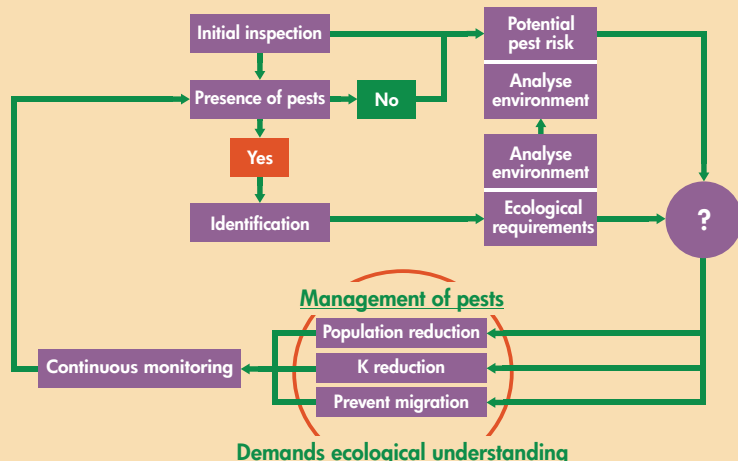 Initial inspection
Potential
pest risk
Presence of pests
No
Analyse
environment
Yes
Analyse
environment
Identification
Ecological
requirements
?
Management of pests
Population reduction
Continuous monitoring
K reduction
Prevent migration
Demands ecological understanding